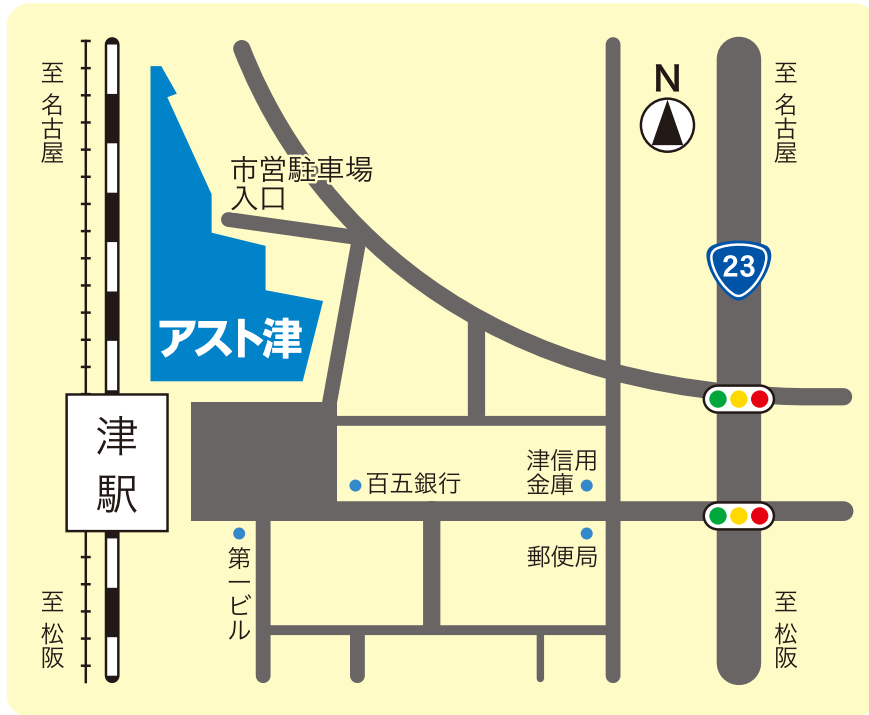 至 名古屋
市営駐車場
入口
N
至 名古屋
23
アスト津
津駅
百五銀行
津信用
金庫
第一ビル
郵便局
至 松阪
至 松阪